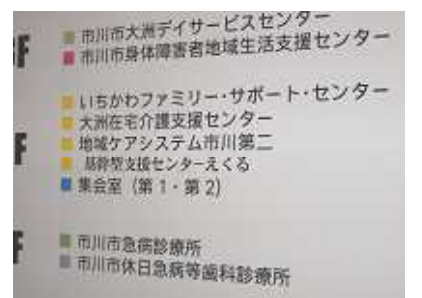 市川市大洲デイサービスセンター
市川市身体障害者地域生活支援センター
いちかわファミリー・サポート・センター
大洲在宅介護支援センター
地域ケアシステム市川第二
基幹型支援センターえくる
集会室（第1・第2）
市川市急病診療所
市川市休日急病等歯科診療所